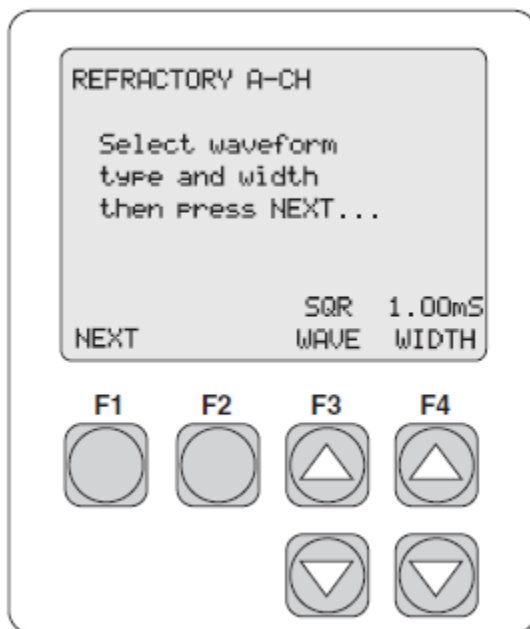 REFRACTORY A-CH
Select waveform
type and width
then press NEXT...
SQR 1.00mS
NEXT WAVE WIDTH
F1 F2 F3 F4